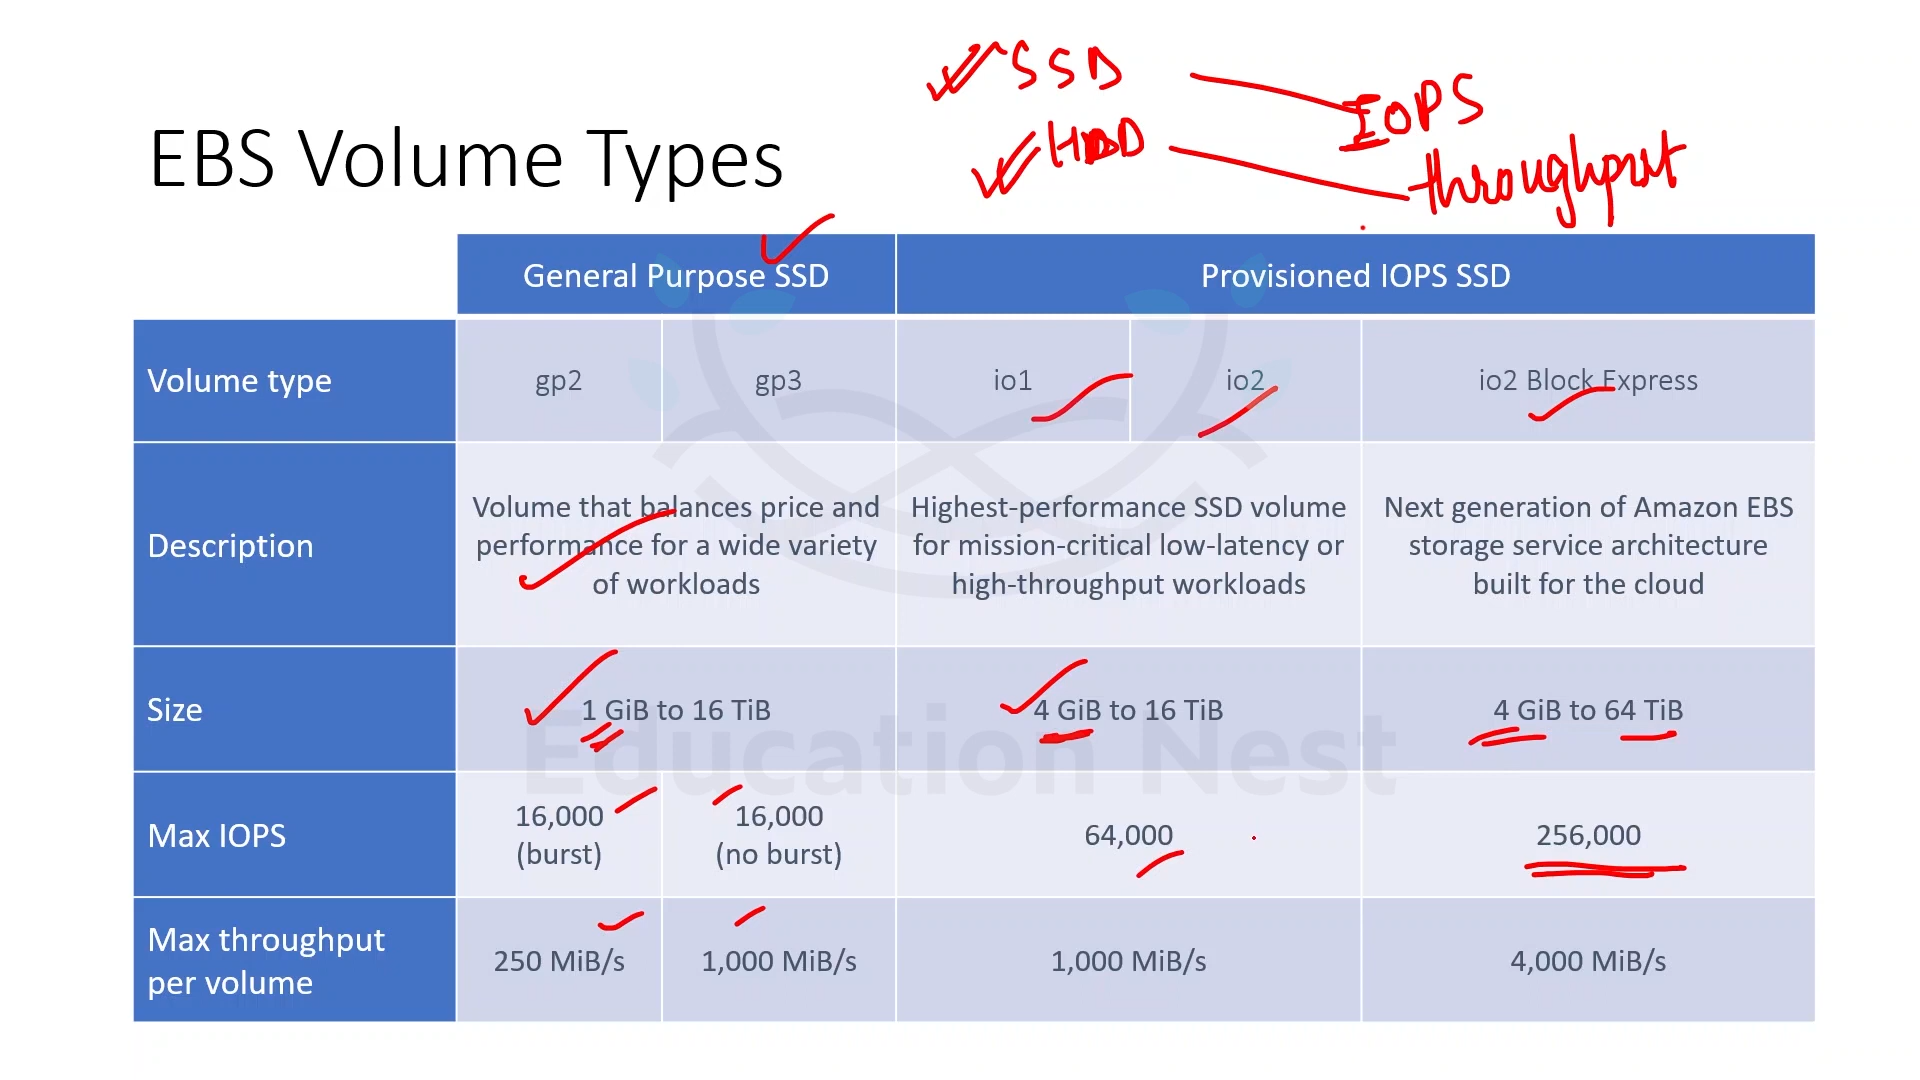 SSD
IOPS
HDD
throughput
EBS Volume Types
General Purpose SSD
Provisioned IOPS SSD
Volume type
gp2
gp3
io1
io2
io2 Block Express
Description
Volume that balances price and
performance for a wide variety
of workloads
Highest-performance SSD volume
for mission-critical low-latency or
high-throughput workloads
Next generation of Amazon EBS
storage service architecture
built for the cloud
Size
1 GiB to 16 TiB
4 GiB to 16 TiB
4 GiB to 64 TiB
Education Nest
Max IOPS
16,000
(burst)
16,000
(no burst)
64,000
256,000
Max throughput
per volume
250 MiB/s
1,000 MiB/s
1,000 MiB/s
4,000 MiB/s